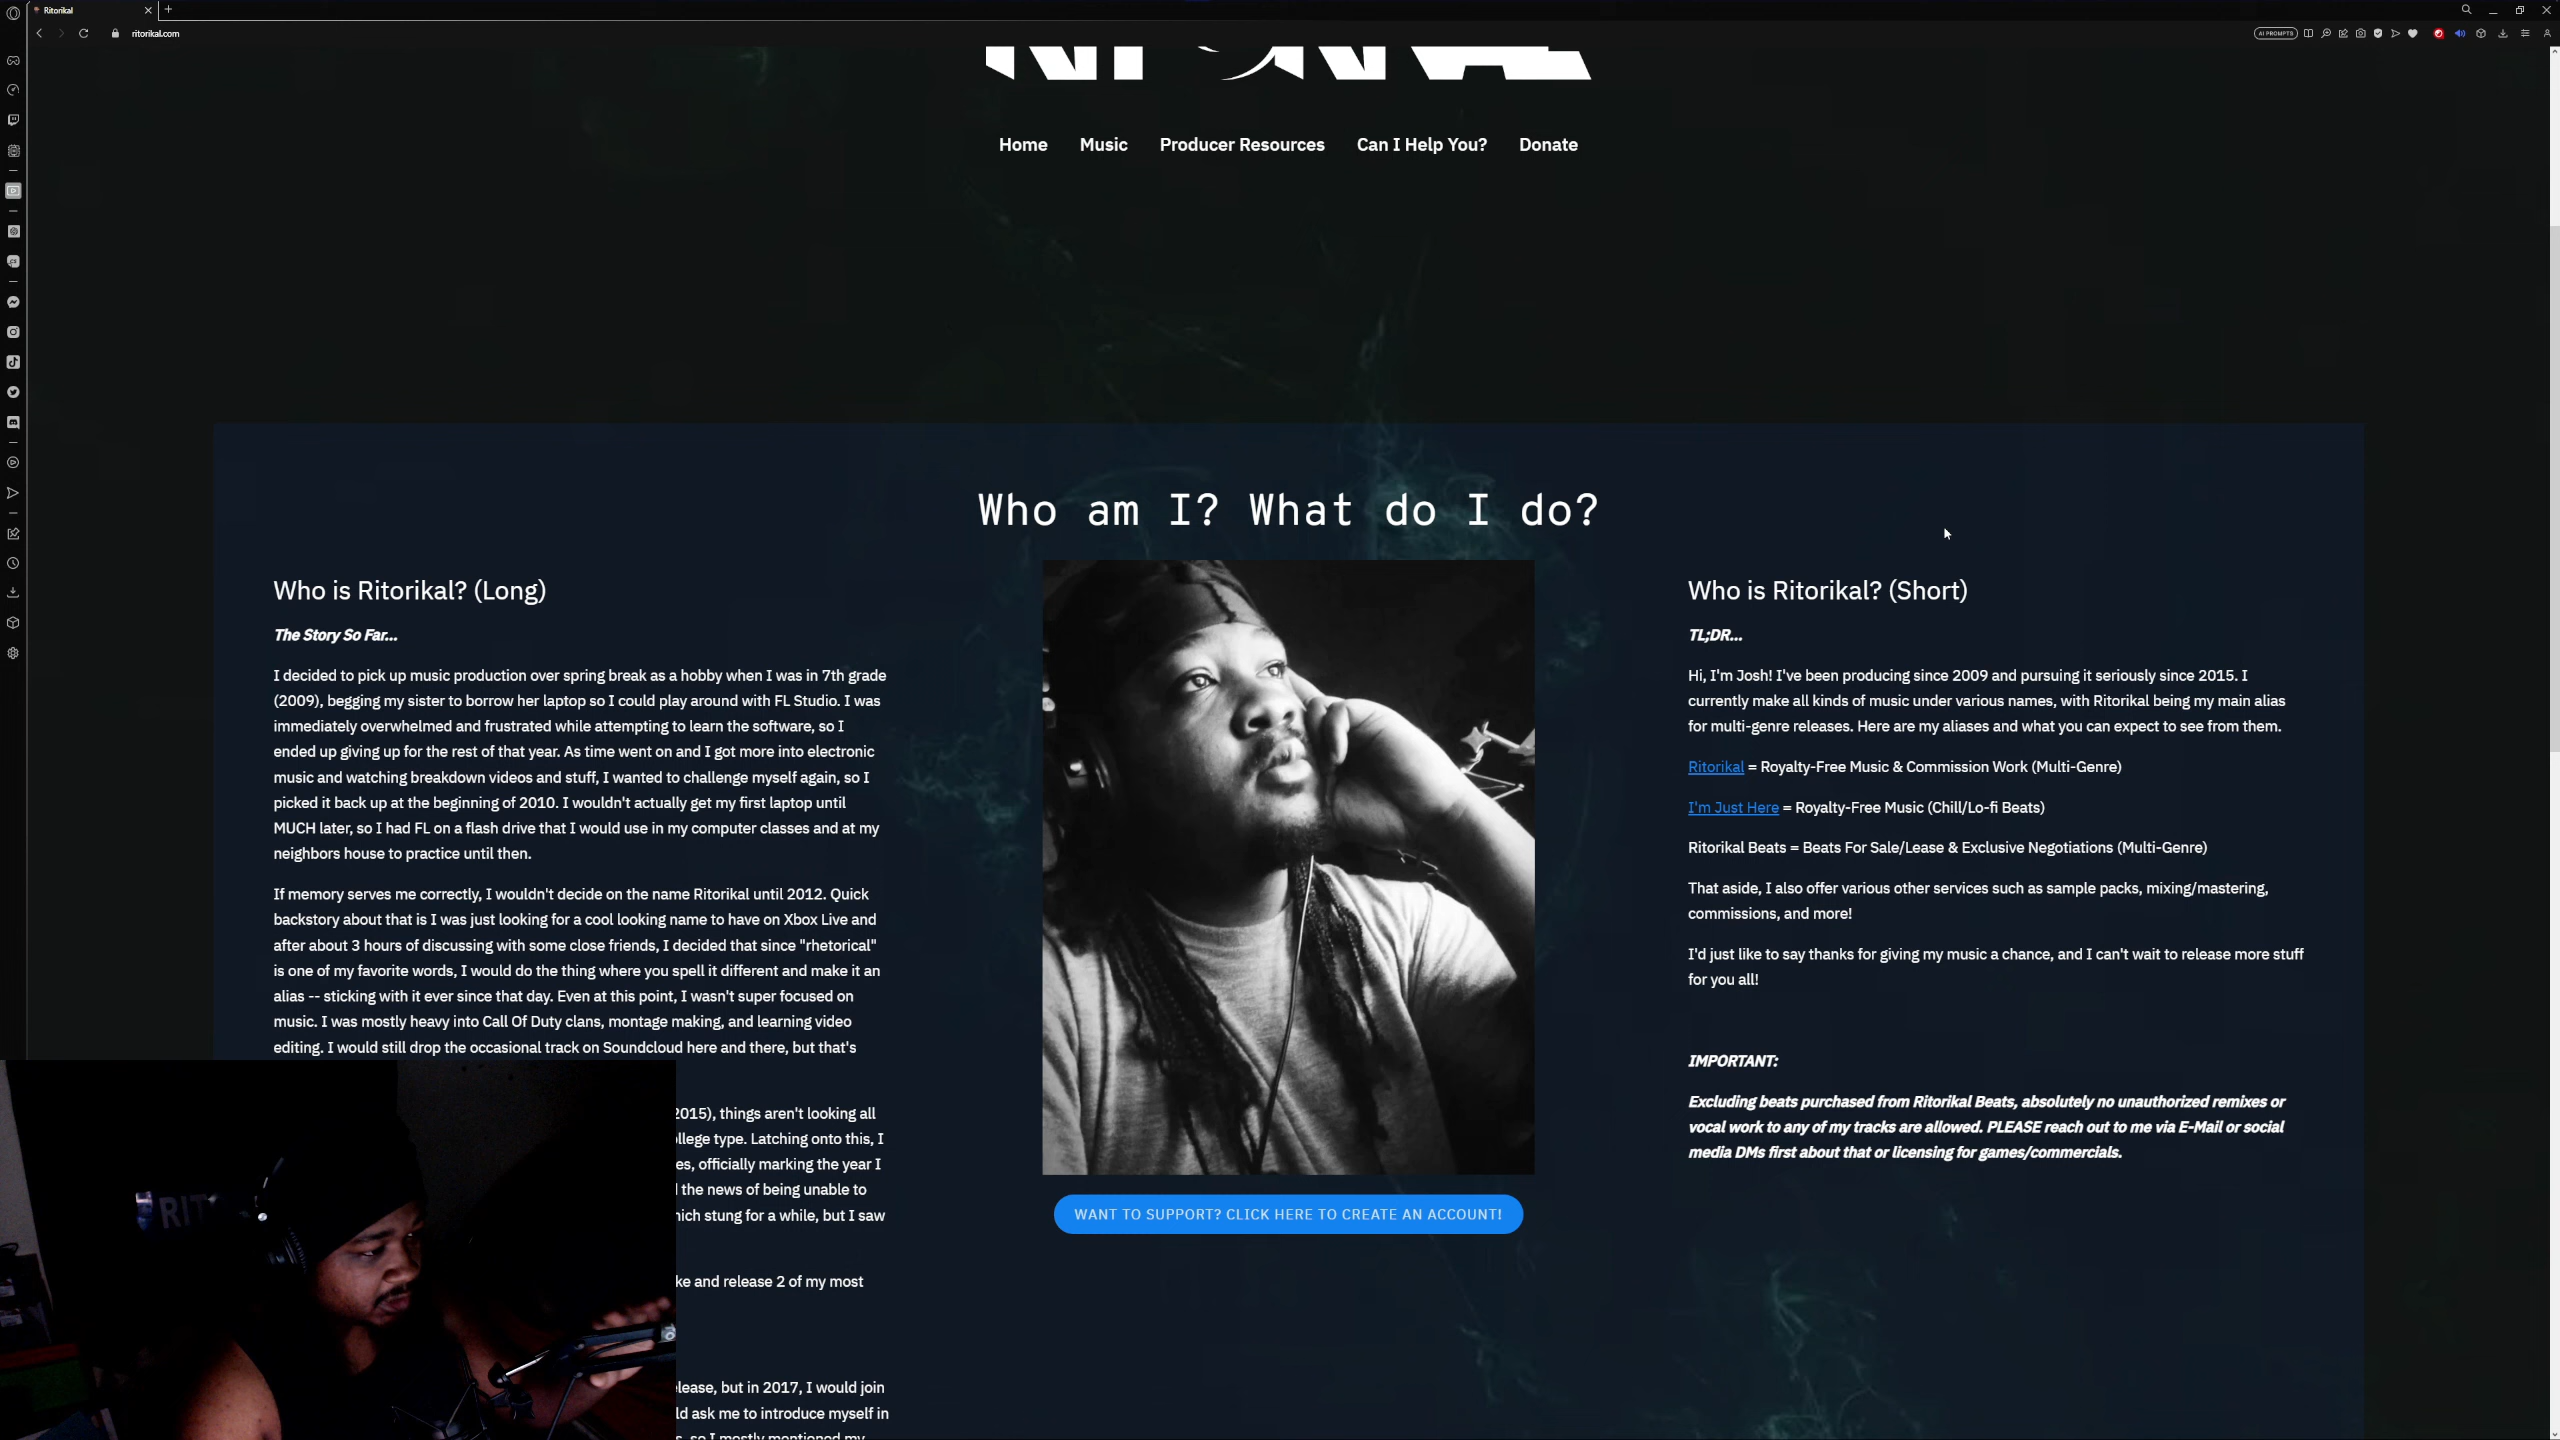 Ritorikal
ritorikal.com
AI PROMPTS
Home Music Producer Resources Can I Help You? Donate
Who am I? What do I do?
Who is Ritorikal? (Long)
The Story So Far...
I decided to pick up music production over spring break as a hobby when I was in 7th grade
(2009), begging my sister to borrow her laptop so I could play around with FL Studio. I was
immediately overwhelmed and frustrated while attempting to learn the software, so I
ended up giving up for the rest of that year. As time went on and I got more into electronic
music and watching breakdown videos and stuff, I wanted to challenge myself again, so I
picked it back up at the beginning of 2010. I wouldn't actually get my first laptop until
MUCH later, so I had FL on a flash drive that I would use in my computer classes and at my
neighbors house to practice until then.
If memory serves me correctly, I wouldn't decide on the name Ritorikal until 2012. Quick
backstory about that is I was just looking for a cool looking name to have on Xbox Live and
after about 3 hours of discussing with some close friends, I decided that since "rhetorical"
is one of my favorite words, I would do the thing where you spell it different and make it an
alias -- sticking with it ever since that day. Even at this point, I wasn't super focused on
music. I was mostly heavy into Call Of Duty clans, montage making, and learning video
editing. I would still drop the occasional track on Soundcloud here and there, but that's
2015), things aren't looking all
llege type. Latching onto this, I
es, officially marking the year I
the news of being unable to
hich stung for a while, but I saw
ke and release 2 of my most
elease, but in 2017, I would join
ld ask me to introduce myself in
s, so I mostly mentioned my
RIT
WANT TO SUPPORT? CLICK HERE TO CREATE AN ACCOUNT!
Who is Ritorikal? (Short)
TL;DR...
Hi, I'm Josh! I've been producing since 2009 and pursuing it seriously since 2015. I
currently make all kinds of music under various names, with Ritorikal being my main alias
for multi-genre releases. Here are my aliases and what you can expect to see from them.
Ritorikal = Royalty-Free Music & Commission Work (Multi-Genre)
I'm Just Here = Royalty-Free Music (Chill/Lo-fi Beats)
Ritorikal Beats = Beats For Sale/Lease & Exclusive Negotiations (Multi-Genre)
That aside, I also offer various other services such as sample packs, mixing/mastering,
commissions, and more!
I'd just like to say thanks for giving my music a chance, and I can't wait to release more stuff
for you all!
IMPORTANT:
Excluding beats purchased from Ritorikal Beats, absolutely no unauthorized remixes or
vocal work to any of my tracks are allowed. PLEASE reach out to me via E-Mail or social
media DMs first about that or licensing for games/commercials.